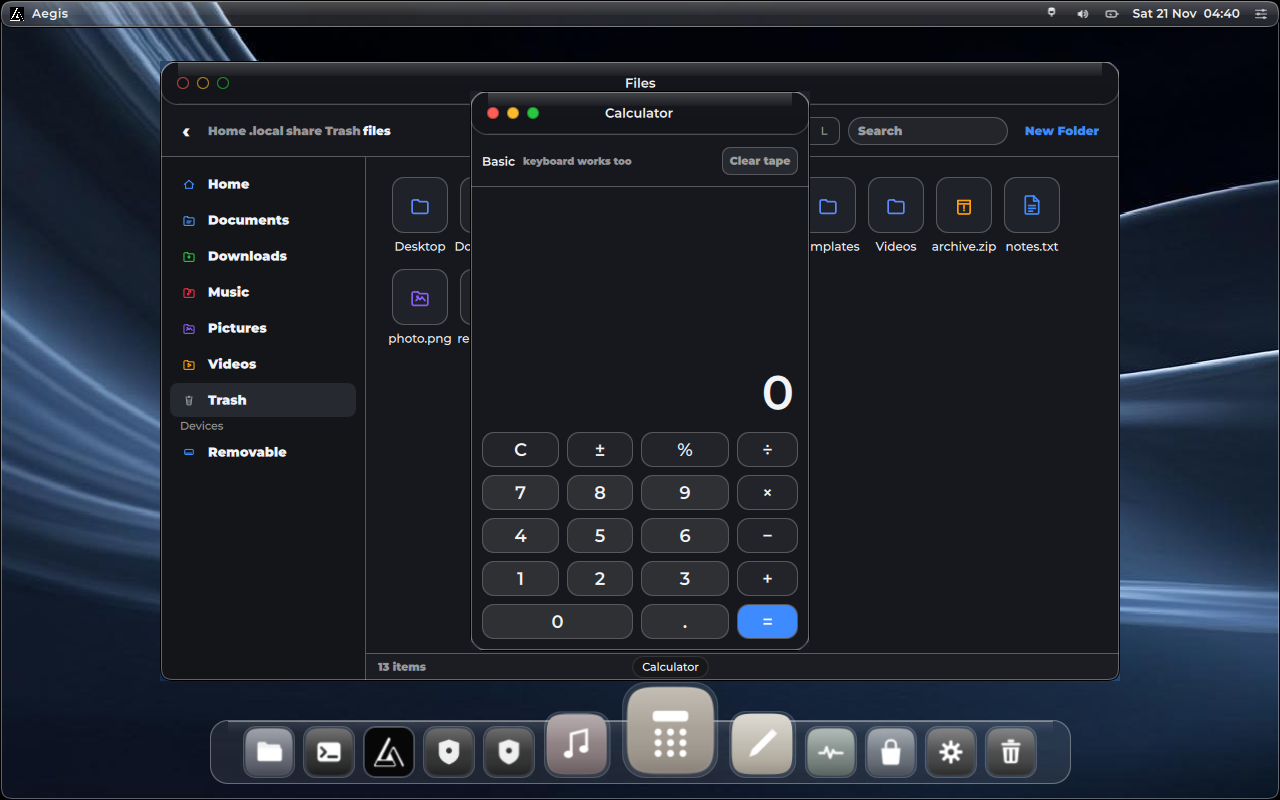 Aegis
Sat 21 Nov 04:40
Files
Calculator
Home .local share Trash files
L
Search
New Folder
Basic keyboard works too
Clear tape
Home
Documents
Downloads
Music
Pictures
Videos
Trash
Devices
Removable
Desktop
Do
mplates
Videos
archive.zip
notes.txt
photo.png
re
0
C ± % ÷
7 8 9 ×
4 5 6 −
1 2 3 +
0 . =
13 items
Calculator